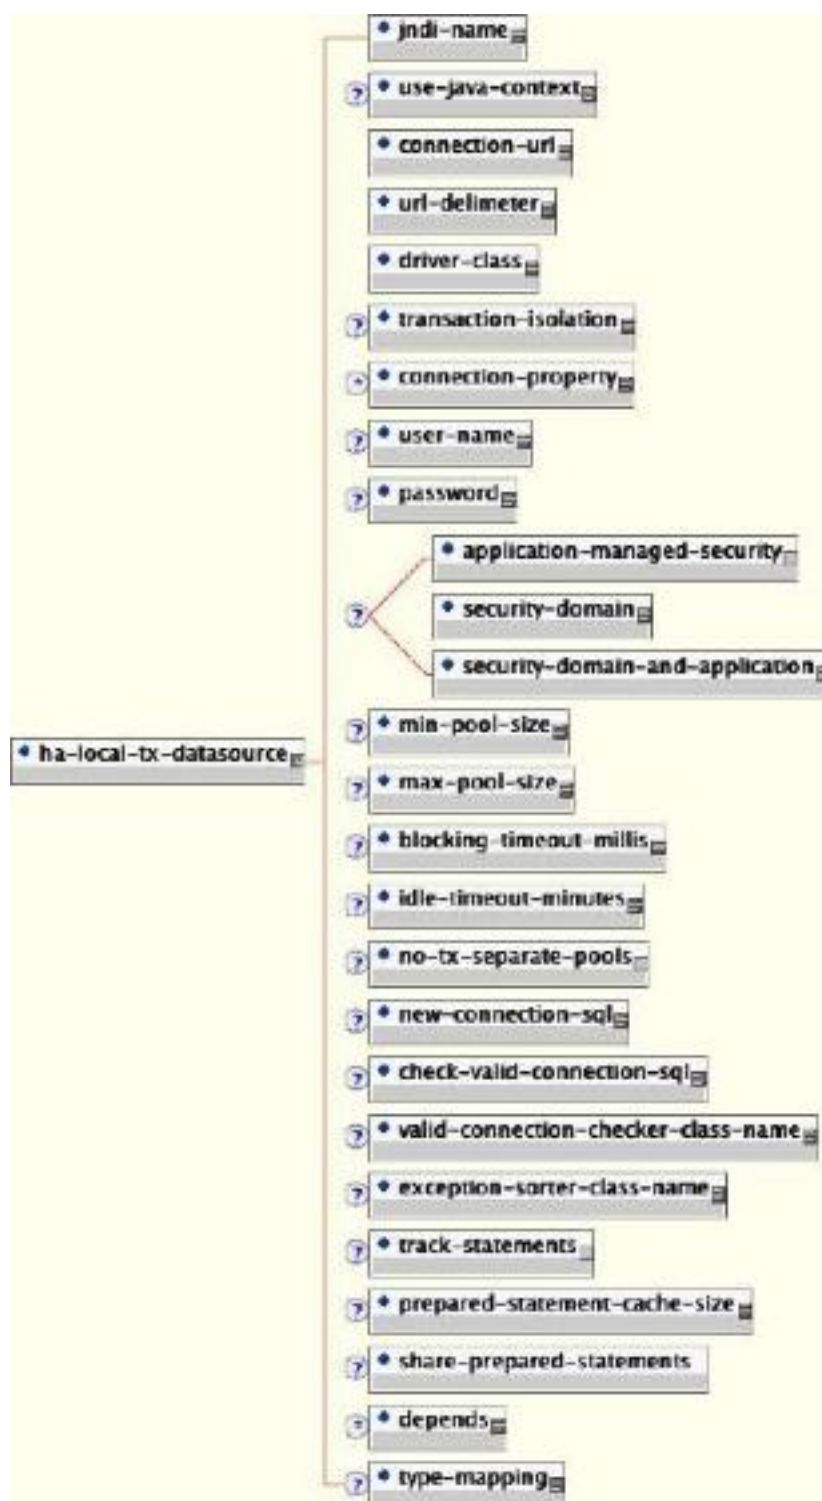 jndi-name
? use-java-context
connection-url
url-delimeter
driver-class
? transaction-isolation
* connection-property
? user-name
? password
application-managed-security
? security-domain
security-domain-and-application
? min-pool-size
ha-local-tx-datasource
? max-pool-size
? blocking-timeout-millis
? idle-timeout-minutes
? no-tx-separate-pools
? new-connection-sql
? check-valid-connection-sql
? valid-connection-checker-class-name
? exception-sorter-class-name
? track-statements
? prepared-statement-cache-size
? share-prepared-statements
depends
? type-mapping